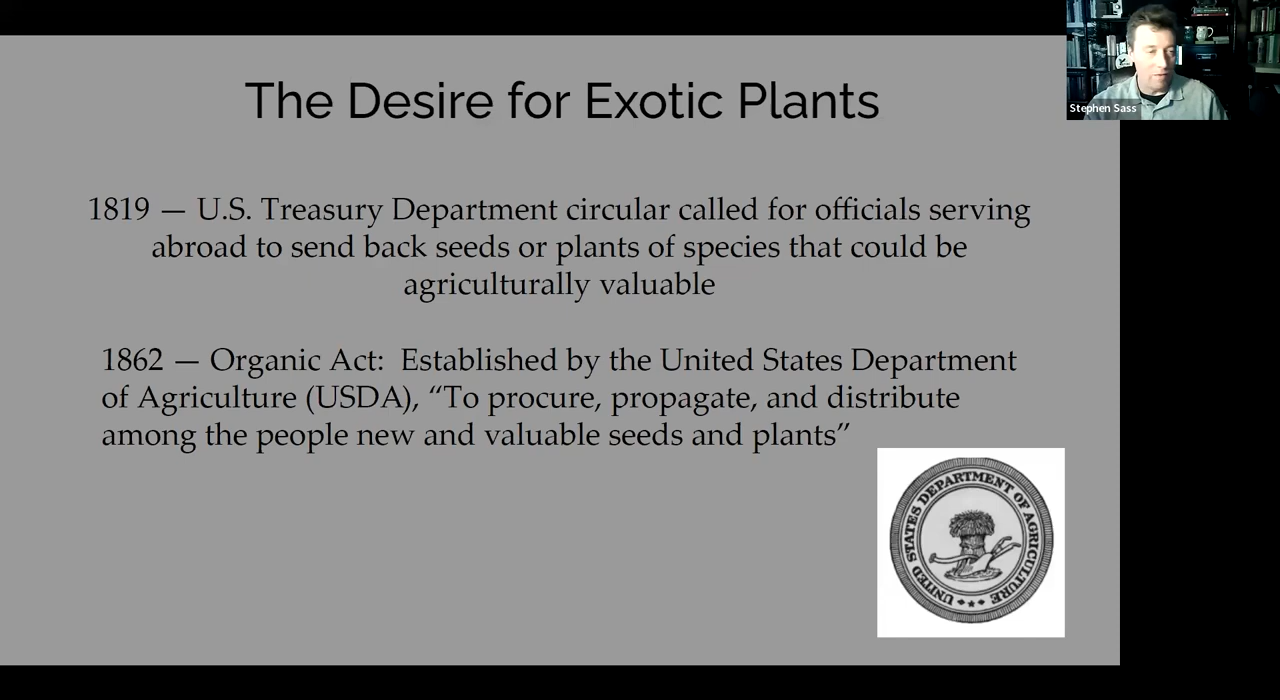 The Desire for Exotic Plants
Stephen Sass
1819 — U.S. Treasury Department circular called for officials serving
abroad to send back seeds or plants of species that could be
agriculturally valuable
1862 — Organic Act:  Established by the United States Department
of Agriculture (USDA), “To procure, propagate, and distribute
among the people new and valuable seeds and plants”
UNITED STATES DEPARTMENT OF AGRICULTURE